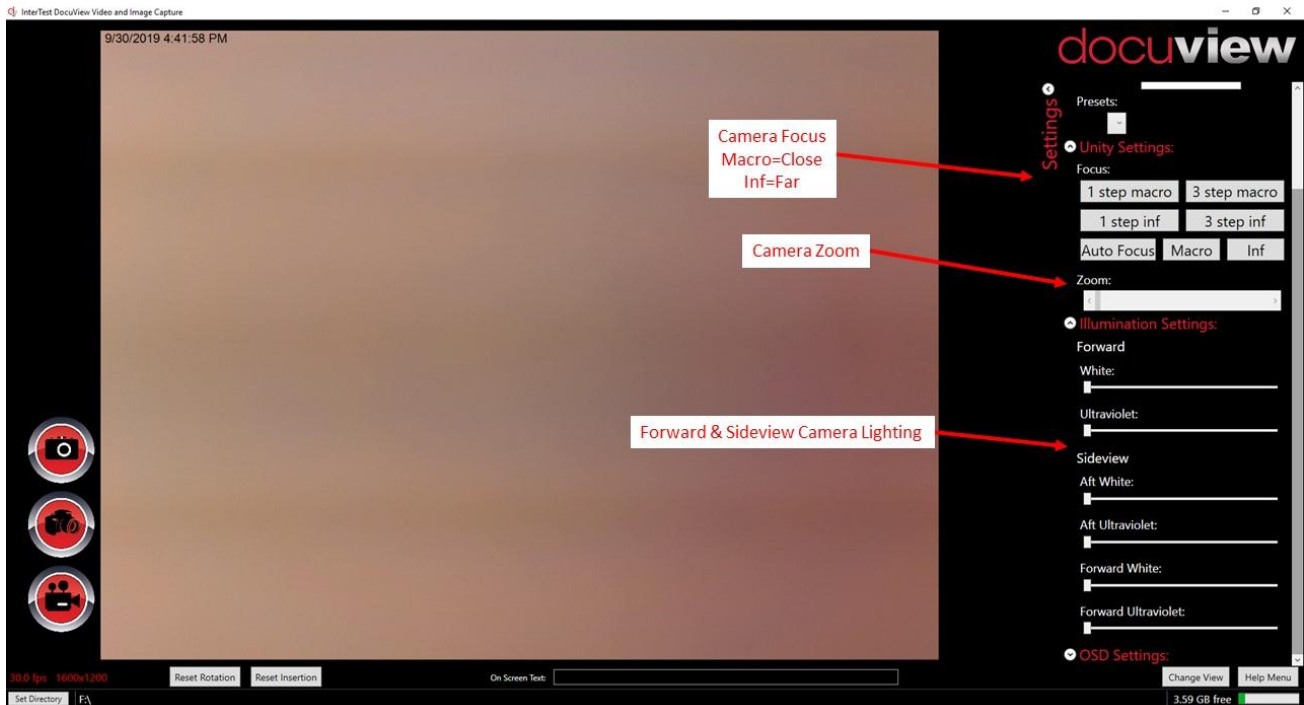 InterTest DocuView Video and Image Capture
9/30/2019 4:41:58 PM
docuview
Settings
Presets:
Unity Settings:
Focus:
1 step macro
3 step macro
1 step inf
3 step inf
Auto Focus
Macro
Inf
Zoom:
Illumination Settings:
Forward
White:
Ultraviolet:
Sideview
Aft White:
Aft Ultraviolet:
Forward White:
Forward Ultraviolet:
OSD Settings:
Camera Focus
Macro=Close
Inf=Far
Camera Zoom
Forward & Sideview Camera Lighting
30.0 fps 1600x1200
Reset Rotation
Reset Insertion
On Screen Text:
Change View
Help Menu
Set Directory
F:\
3.59 GB free